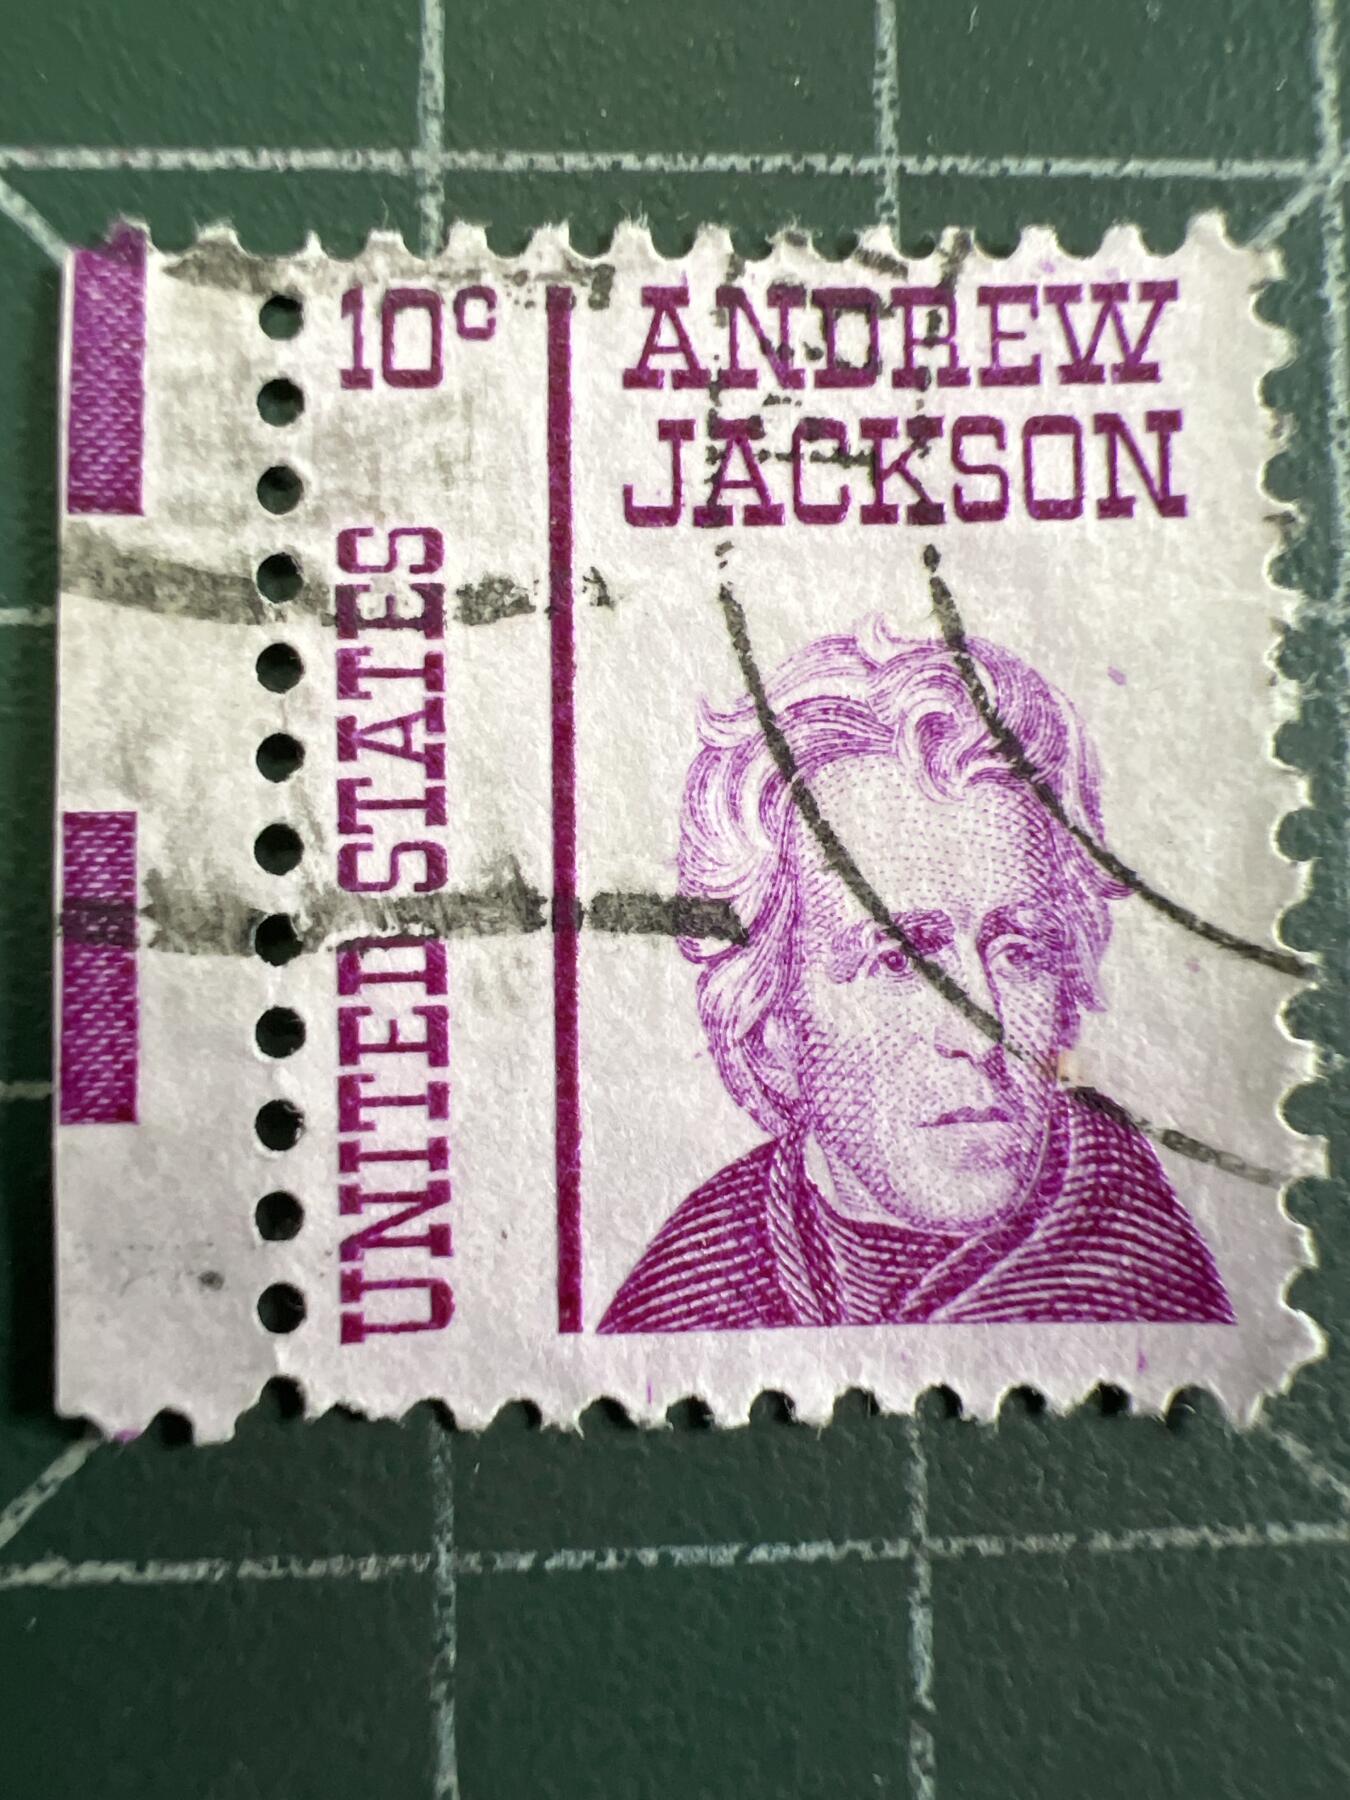 10c
ANDREW
JACKSON
UNITED STATES